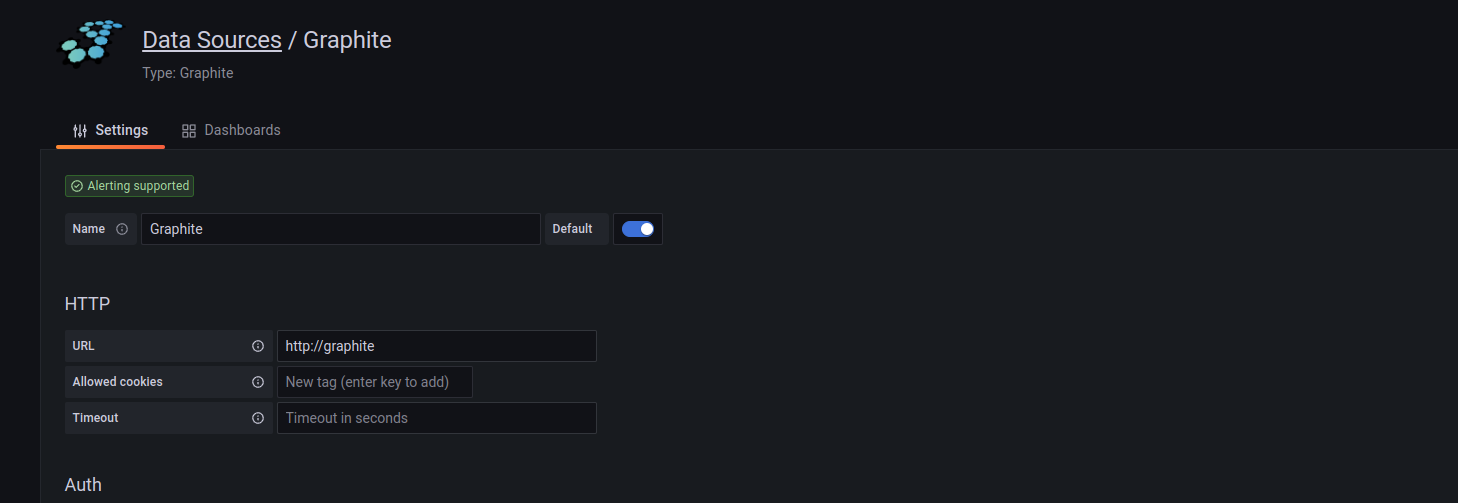 Data Sources / Graphite
Type: Graphite
Settings Dashboards
Alerting supported
Name Graphite Default
HTTP
URL http://graphite
Allowed cookies New tag (enter key to add)
Timeout Timeout in seconds
Auth